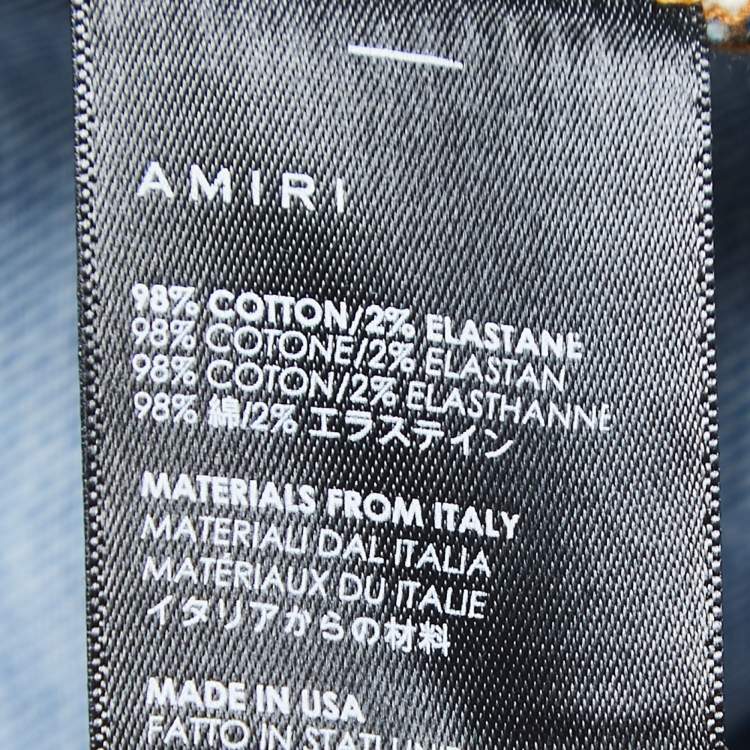 AMIRI
98% COTTON/2% ELASTANE
98% COTONE/2% ELASTAN
98% COTON/2% ELASTHANNE
98% 綿/2% エラステイン
MATERIALS FROM ITALY
MATERIALI DAL ITALIA
MATÉRIAUX DU ITALIE
イタリアからの材料
MADE IN USA
FATTO IN